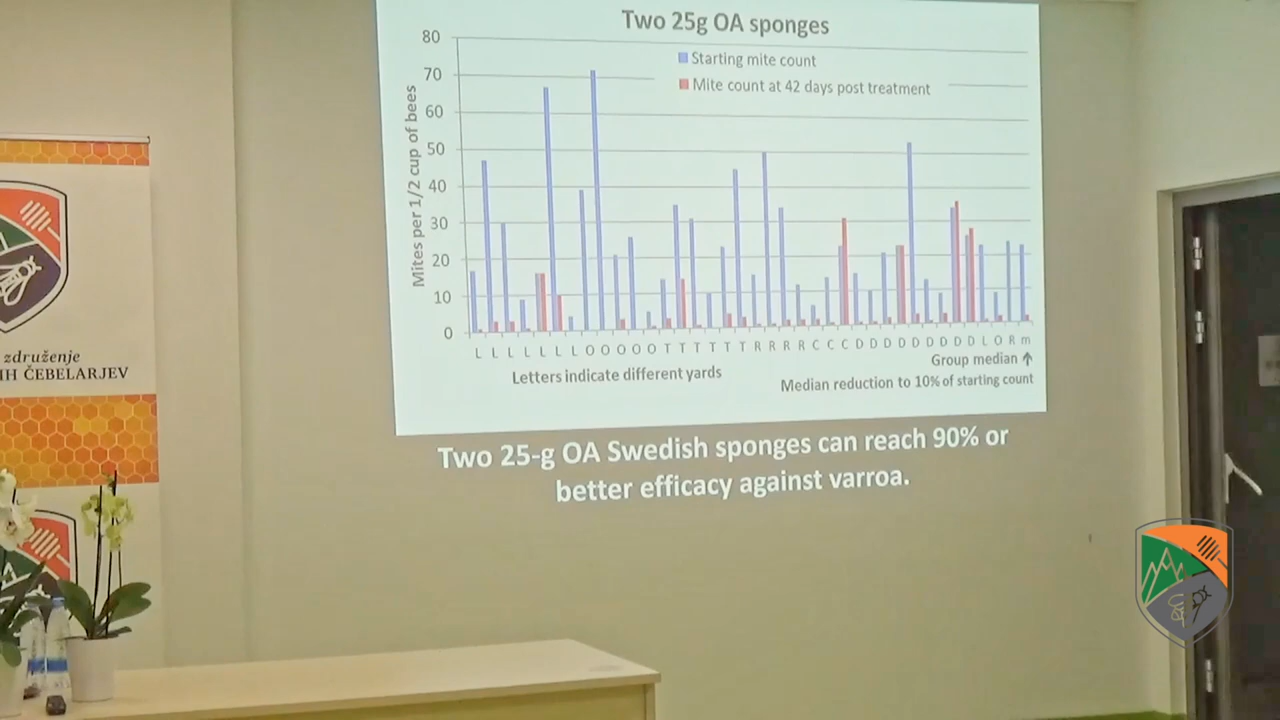 Two 25g OA sponges
Starting mite count
Mite count at 42 days post treatment
Mites per 1/2 cup of bees
80
70
60
50
40
30
20
10
0
L L L L L L L O O O O O T T T T T T R R R R C C C D D D D D D D D D L O R m
Group median ↑
Letters indicate different yards
Median reduction to 10% of starting count
Two 25-g OA Swedish sponges can reach 90% or
better efficacy against varroa.
združenje
IH ČEBELARJEV